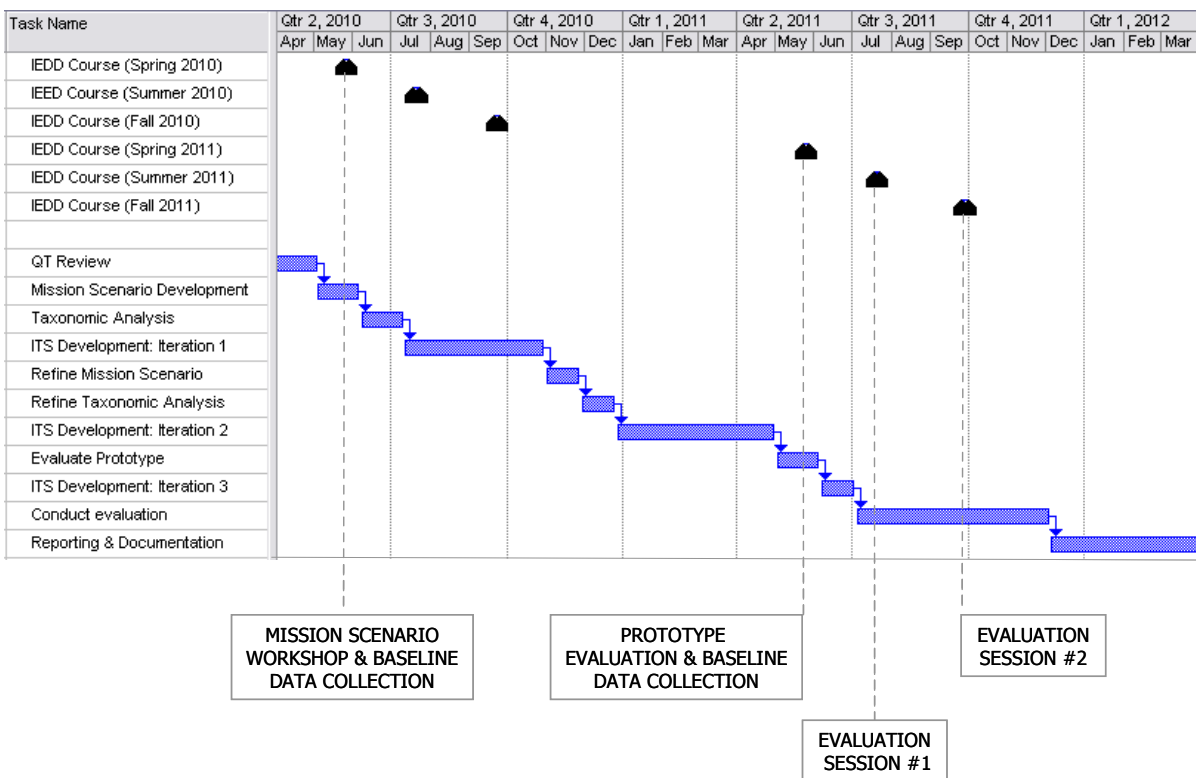 Task Name
Qtr 2, 2010 Qtr 3, 2010 Qtr 4, 2010 Qtr 1, 2011 Qtr 2, 2011 Qtr 3, 2011 Qtr 4, 2011 Qtr 1, 2012
Apr May Jun Jul Aug Sep Oct Nov Dec Jan Feb Mar Apr May Jun Jul Aug Sep Oct Nov Dec Jan Feb Mar
IEDD Course (Spring 2010)
IEED Course (Summer 2010)
IEDD Course (Fall 2010)
IEDD Course (Spring 2011)
IEDD Course (Summer 2011)
IEDD Course (Fall 2011)
QT Review
Mission Scenario Development
Taxonomic Analysis
ITS Development: Iteration 1
Refine Mission Scenario
Refine Taxonomic Analysis
ITS Development: Iteration 2
Evaluate Prototype
ITS Development: Iteration 3
Conduct evaluation
Reporting & Documentation
MISSION SCENARIO
WORKSHOP & BASELINE
DATA COLLECTION
PROTOTYPE
EVALUATION & BASELINE
DATA COLLECTION
EVALUATION
SESSION #2
EVALUATION
SESSION #1